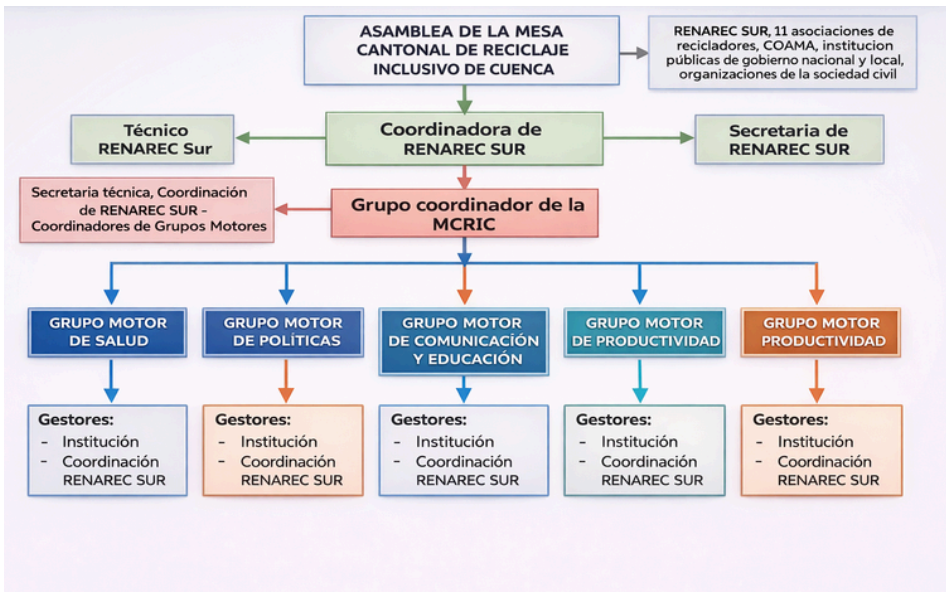 ASAMBLEA DE LA MESA
CANTONAL DE RECICLAJE
INCLUSIVO DE CUENCA
RENAREC SUR, 11 asociaciones de
recicladores, COAMA, institucion
públicas de gobierno nacional y local,
organizaciones de la sociedad civil
Técnico
RENAREC Sur
Coordinadora de
RENAREC SUR
Secretaria de
RENAREC SUR
Secretaria técnica, Coordinación
de RENAREC SUR –
Coordinadores de Grupos Motores
Grupo coordinador de la
MCRIC
GRUPO MOTOR
DE SALUD
GRUPO MOTOR
DE POLÍTICAS
GRUPO MOTOR
DE COMUNICACIÓN
Y EDUCACIÓN
GRUPO MOTOR
DE PRODUCTIVIDAD
GRUPO MOTOR
PRODUCTIVIDAD
Gestores:
- Institución
- Coordinación
RENAREC SUR
Gestores:
- Institución
- Coordinación
RENAREC SUR
Gestores:
- Institución
- Coordinación
RENAREC SUR
Gestores:
- Institución
- Coordinación
RENAREC SUR
Gestores:
- Institución
- Coordinación
RENAREC SUR